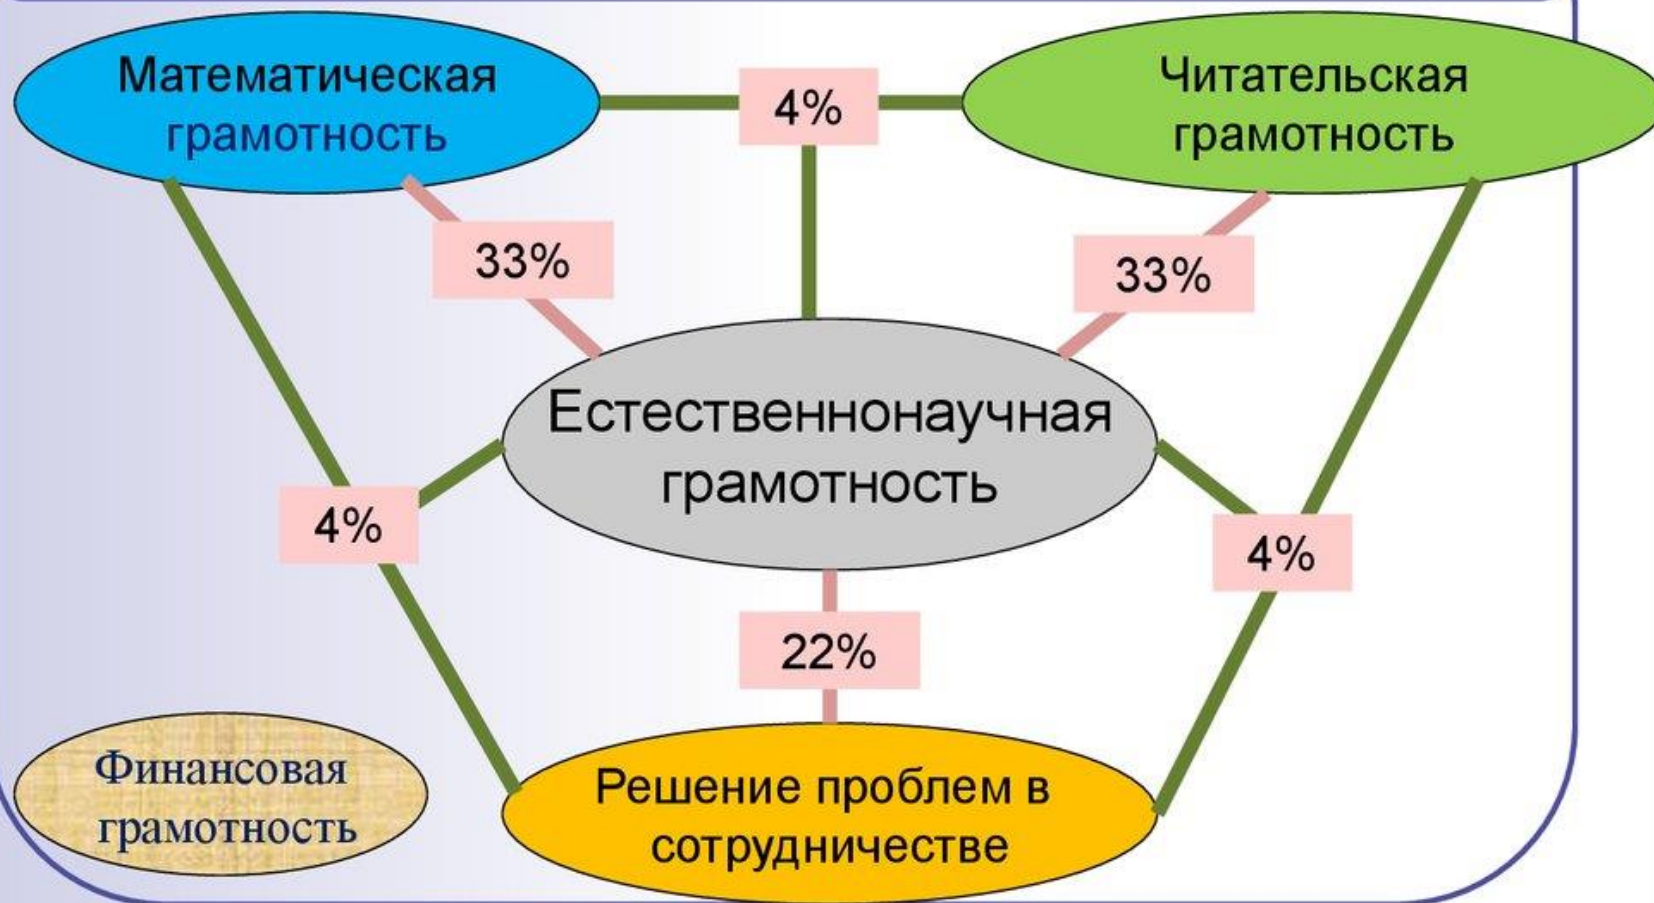 Математическая
грамотность
4%
Читательская
грамотность
33%
33%
Естественнонаучная
грамотность
4%
4%
22%
Финансовая
грамотность
Решение проблем в
сотрудничестве